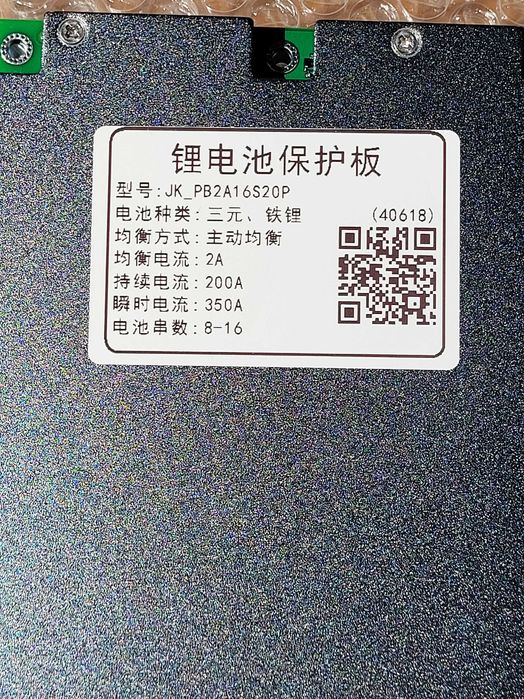 锂电池保护板
型号:JK_PB2A16S20P
电池种类:三元、铁锂 (40618)
均衡方式:主动均衡
均衡电流:2A
持续电流:200A
瞬时电流:350A
电池串数:8-16